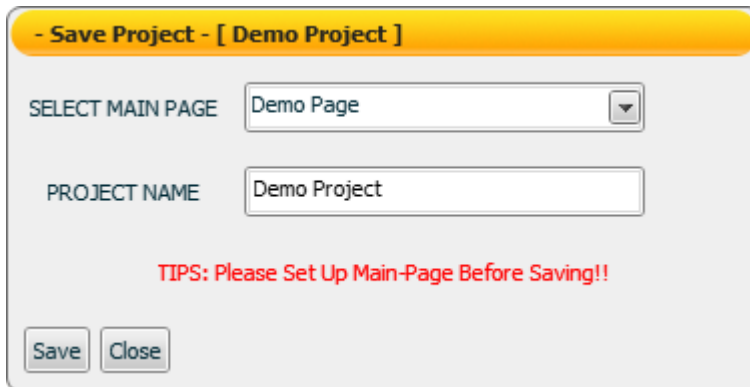 - Save Project - [ Demo Project ]
SELECT MAIN PAGE Demo Page
PROJECT NAME Demo Project
TIPS: Please Set Up Main-Page Before Saving!!
Save Close